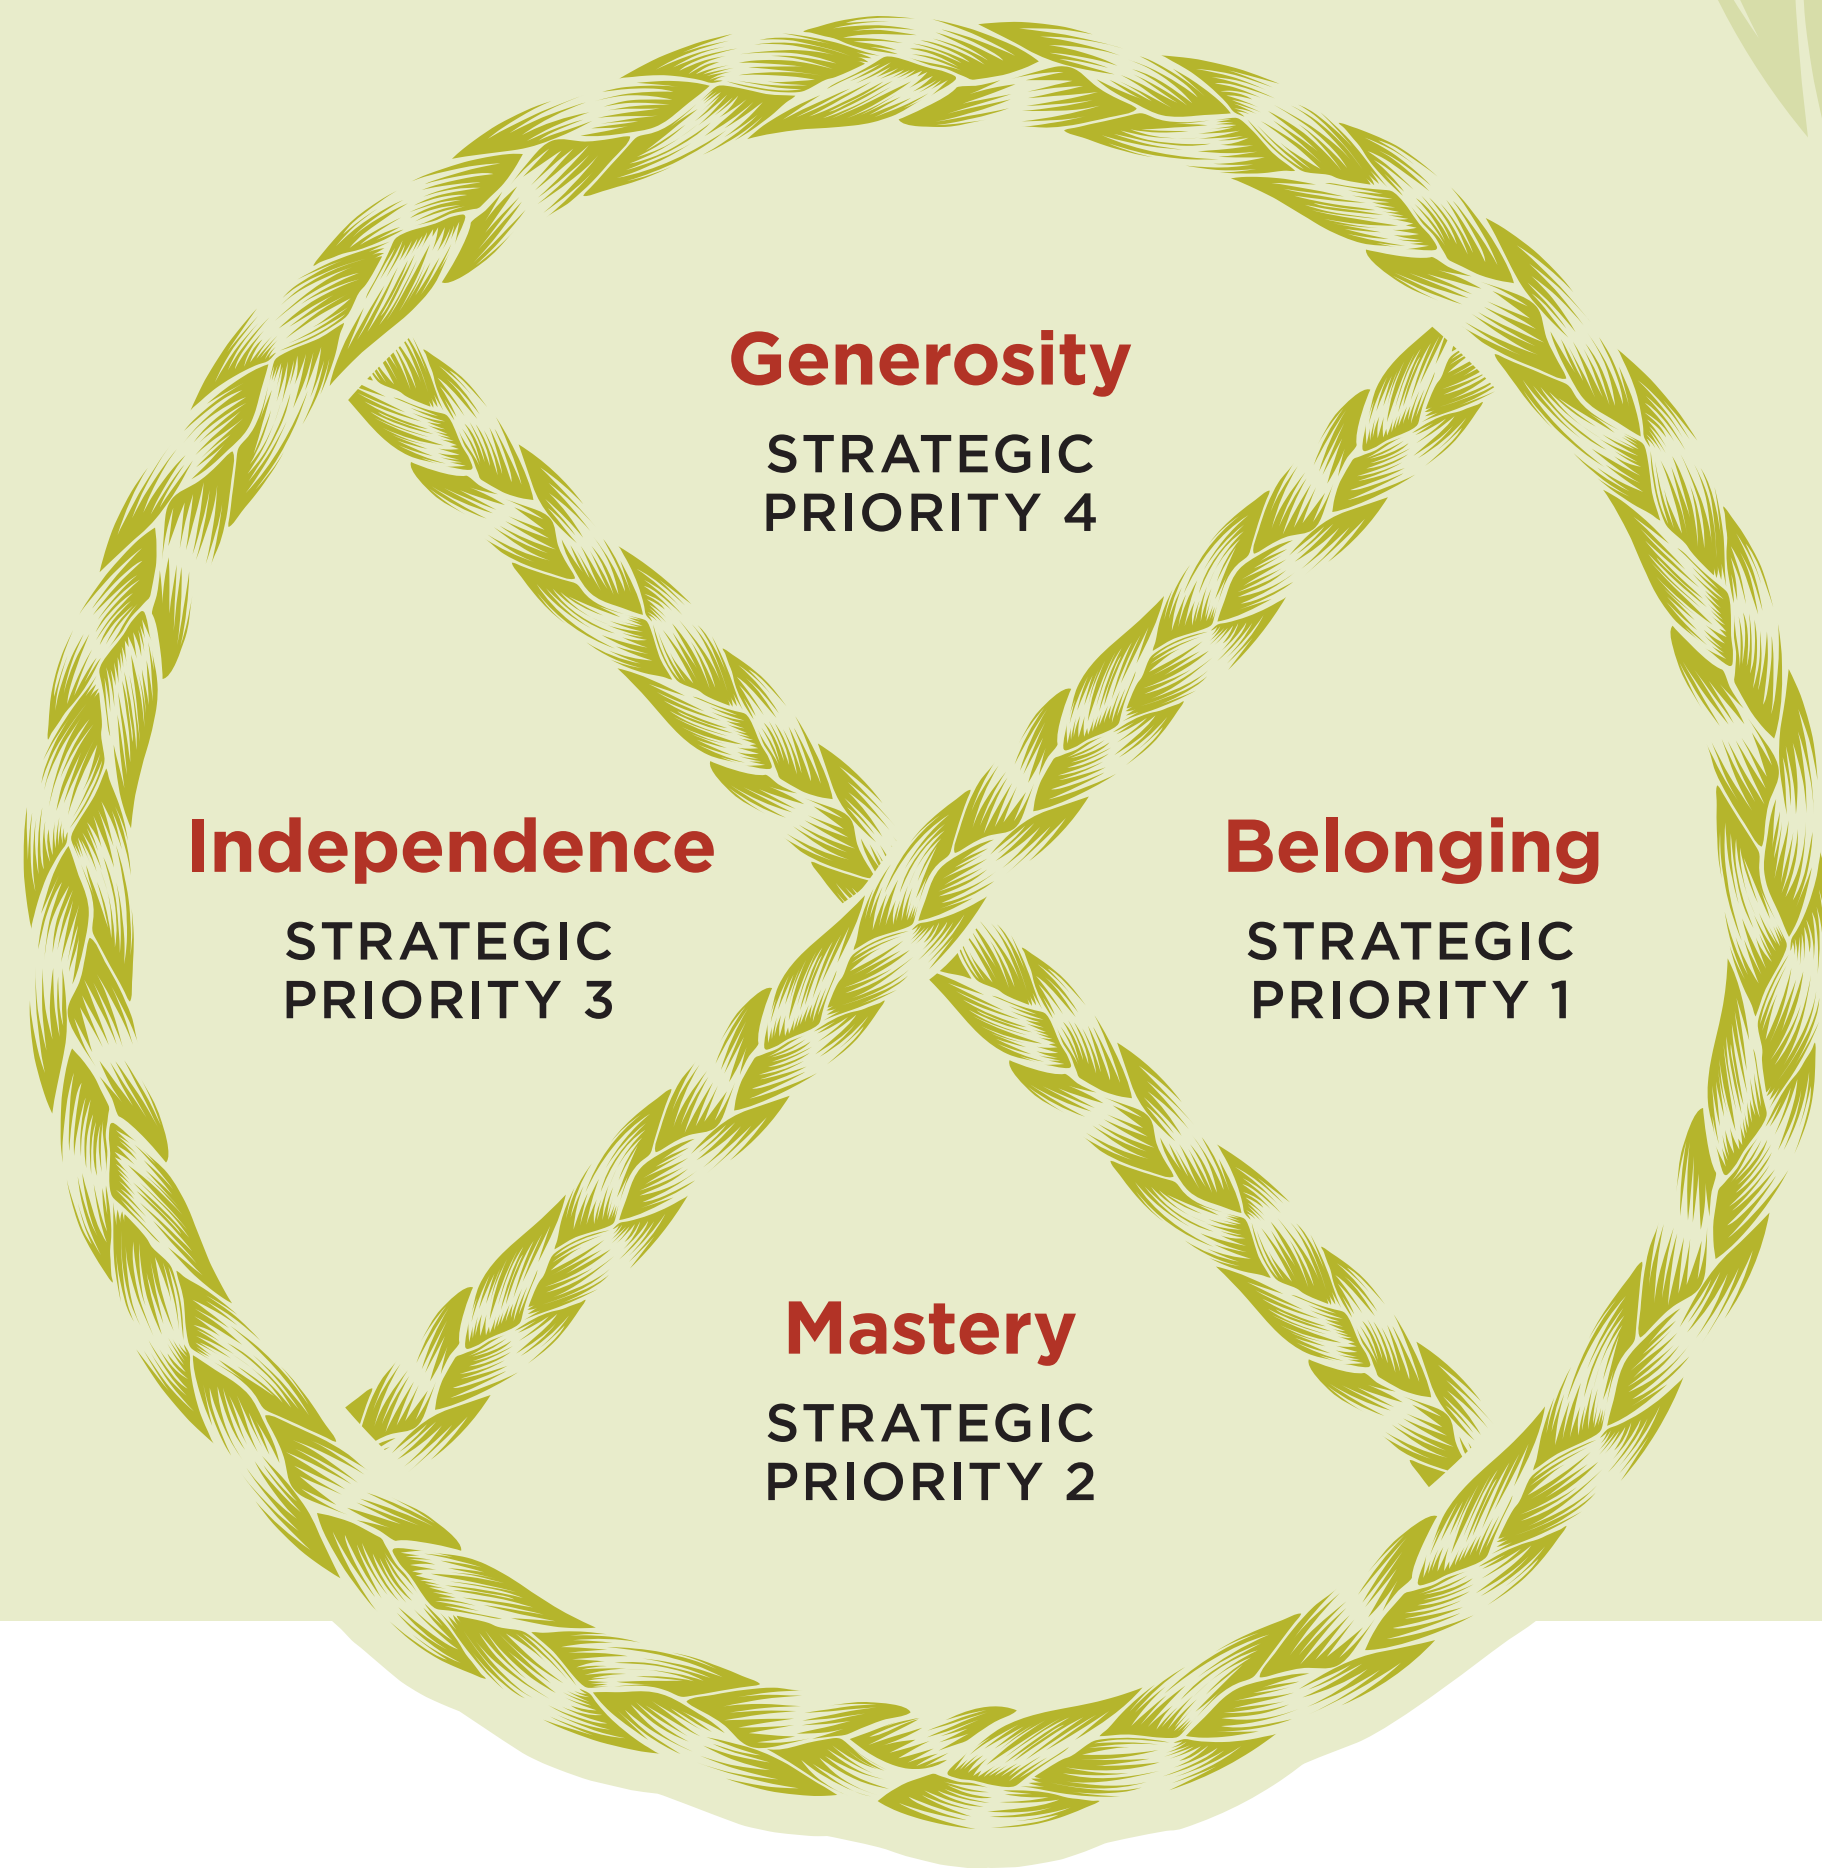 Generosity
STRATEGIC
PRIORITY 4
Independence
STRATEGIC
PRIORITY 3
Belonging
STRATEGIC
PRIORITY 1
Mastery
STRATEGIC
PRIORITY 2